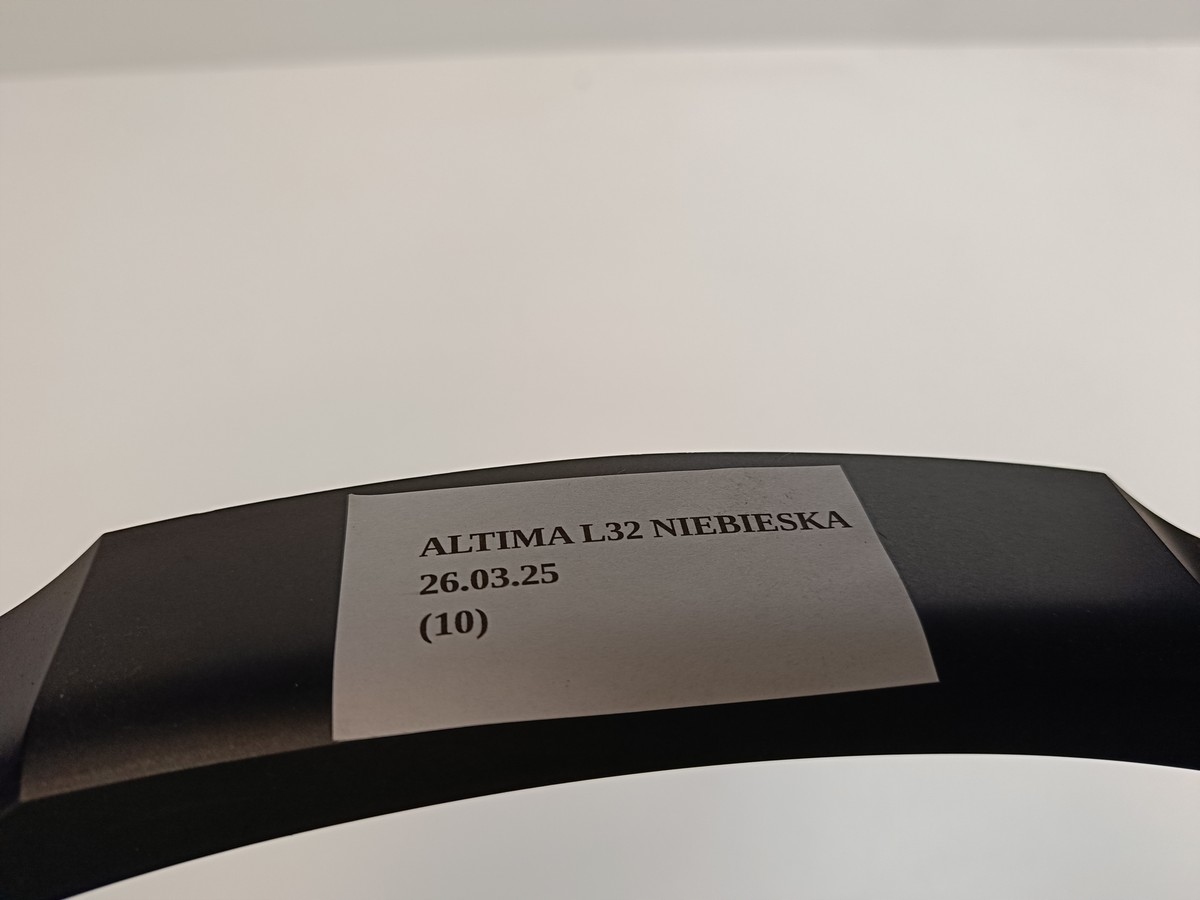 ALTIMA L32 NIEBIESKA
26.03.25
(10)